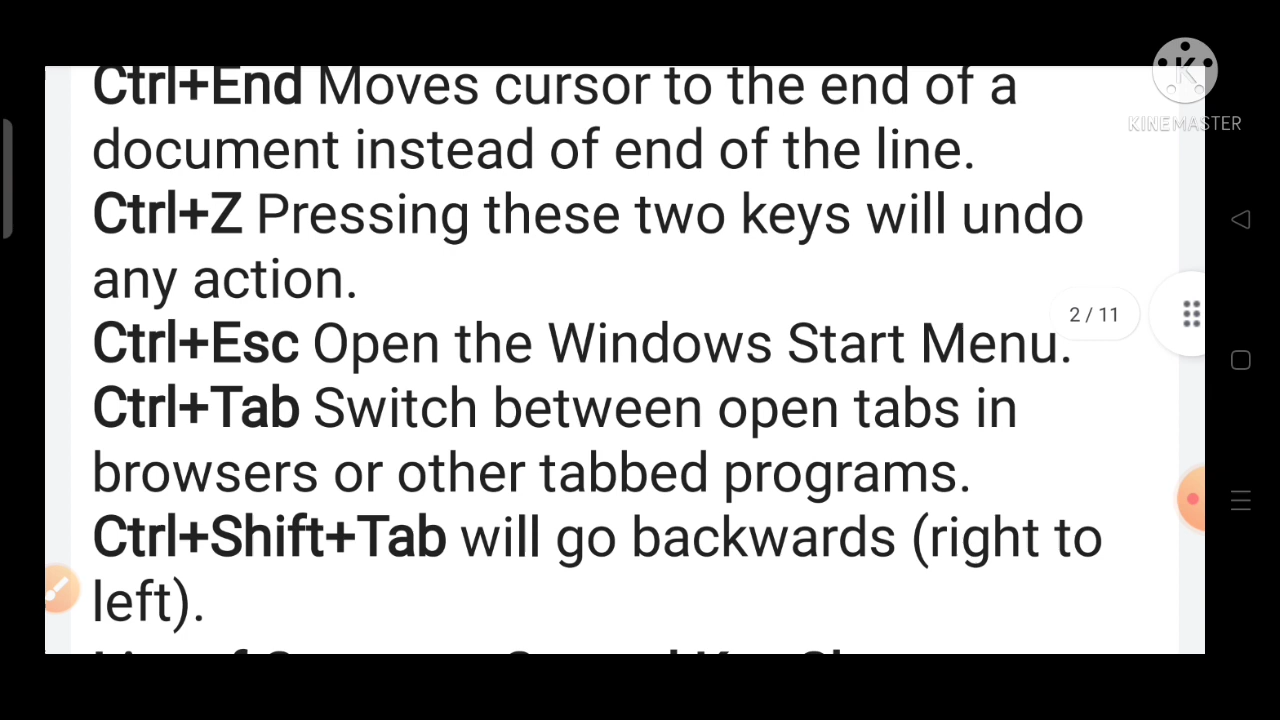 Ctrl+End Moves cursor to the end of a
document instead of end of the line.
Ctrl+Z Pressing these two keys will undo
any action.
Ctrl+Esc Open the Windows Start Menu.
Ctrl+Tab Switch between open tabs in
browsers or other tabbed programs.
Ctrl+Shift+Tab will go backwards (right to
left).
K
KINEMASTER
2 / 11